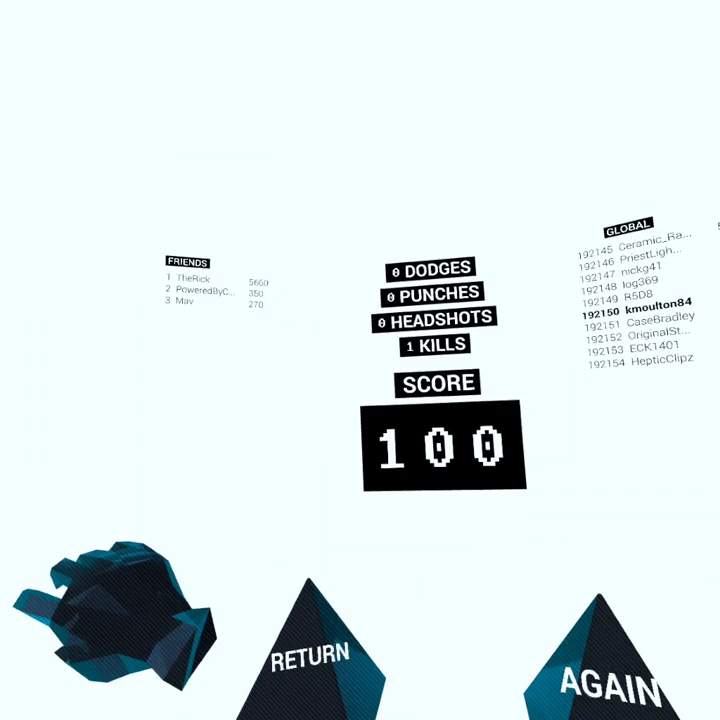 FRIENDS
1 TheRick 5660
2 PoweredByC... 350
3 Mav 270
0 DODGES
0 PUNCHES
0 HEADSHOTS
1 KILLS
SCORE
100
GLOBAL
192145 Ceramic_Ra...
192146 PriestLigh...
192147 nickg41
192148 log369
192149 R5D8
192150 kmoulton84
192151 CaseBradley
192152 OriginalSt...
192153 ECK1401
192154 HepticClipz
RETURN
AGAIN